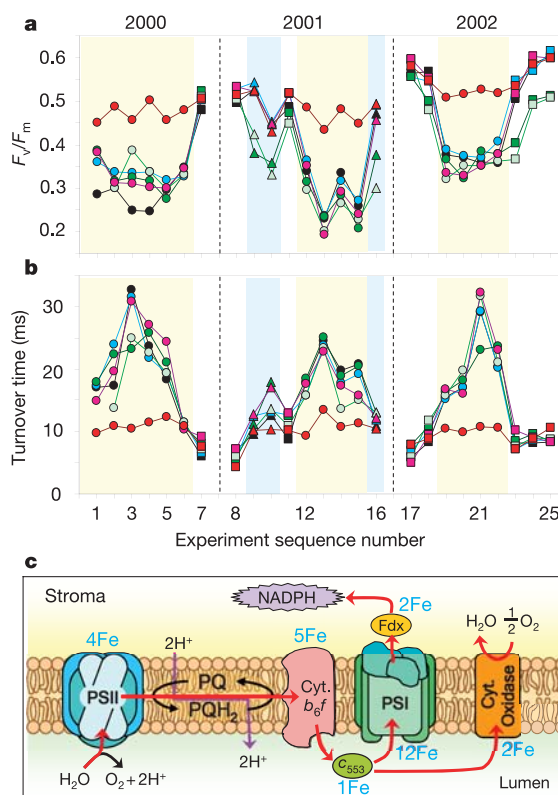 a
2000 2001 2002
Fv/Fm
0.6
0.5
0.4
0.3
0.2
b
Turnover time (ms)
30
20
10
0
1 3 5 7 8 12 14 16 17 21 23 25
Experiment sequence number
c
Stroma
NADPH
2Fe
Fdx
H2O 1/2 O2
4Fe
2H+
5Fe
PSII
PQ
PQH2
Cyt. b6f
PSI
Cyt. Oxidase
2H+
c553
12Fe
2Fe
H2O
O2 + 2H+
1Fe
Lumen